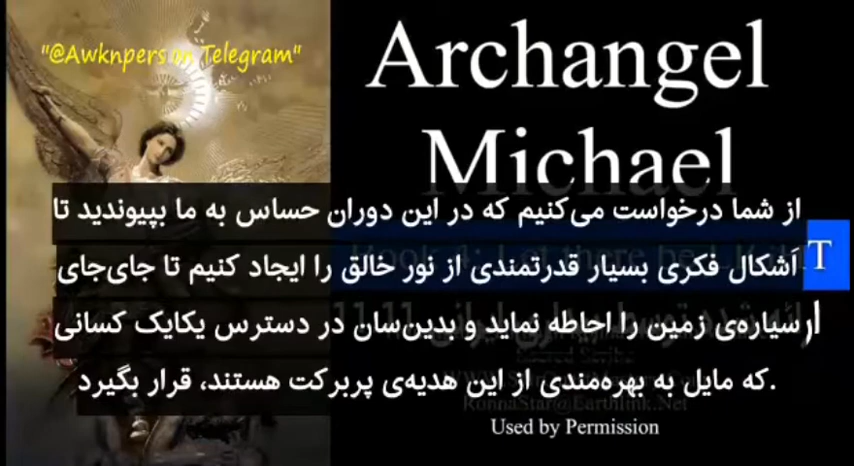 "@Awknpers on Telegram"
Archangel
Michael
از شما درخواست می‌کنیم که در این دوران حساس به ما بپیوندید تا
اَشکال فکری بسیار قدرتمندی از نور خالق را ایجاد کنیم تا جای‌جای
سیاره‌ی زمین را احاطه نماید و بدین‌سان در دسترس یکایک کسانی
که مایل به بهره‌مندی از این هدیه‌ی پربرکت هستند، قرار بگیرد.
T
RonnaStar@Earthlink.Net
Used by Permission